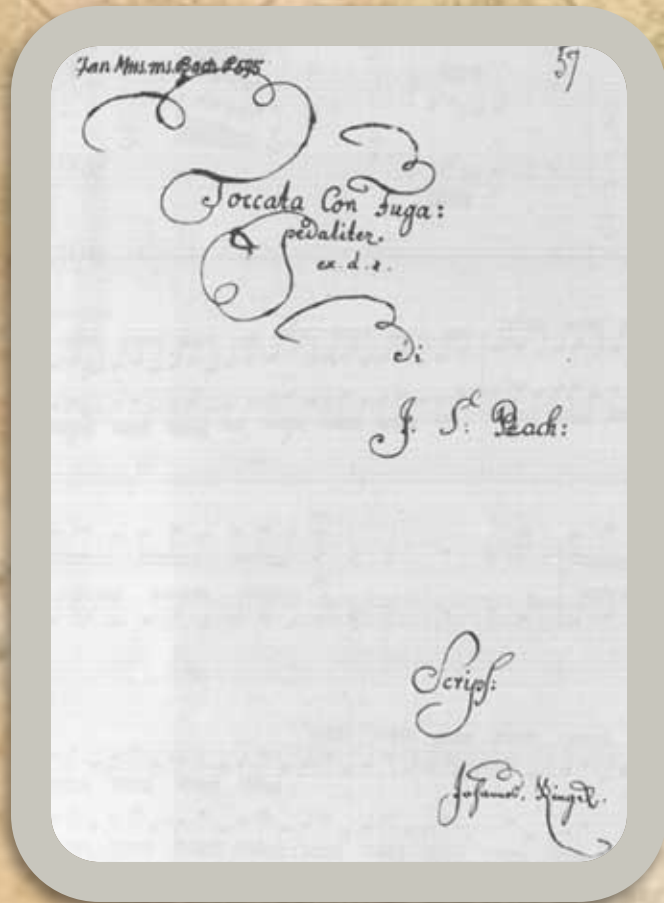 Mus.ms. Bach P 595
57
Toccata Con Fuga:
pedaliter.
ex. d. #.
di
J. S. Bach:
Scrips:
Johannes. Ringk.